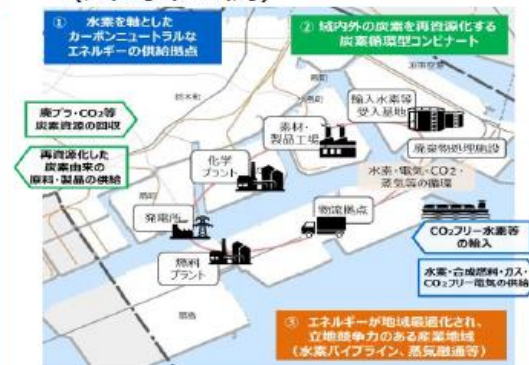 ① 水素を軸とした
カーボンニュートラルな
エネルギーの供給拠点
② 域内外の炭素を再資源化する
炭素循環型コンビナート
廃プラ・CO₂等
炭素資源の回収
再資源化した
炭素由来の
原料・製品の供給
輸入水素等
受入基地
素材・
製品工場
廃棄物処理施設
化学
プラント
水素・電気・CO₂・
蒸気等の循環
発電所
物流拠点
燃料
プラント
CO₂フリー水素等
の輸入
水素・合成燃料・ガス・
CO₂フリー電気の供給
③ エネルギーが地域最適化され、
立地競争力のある産業地域
（水素パイプライン、蒸気融通等）